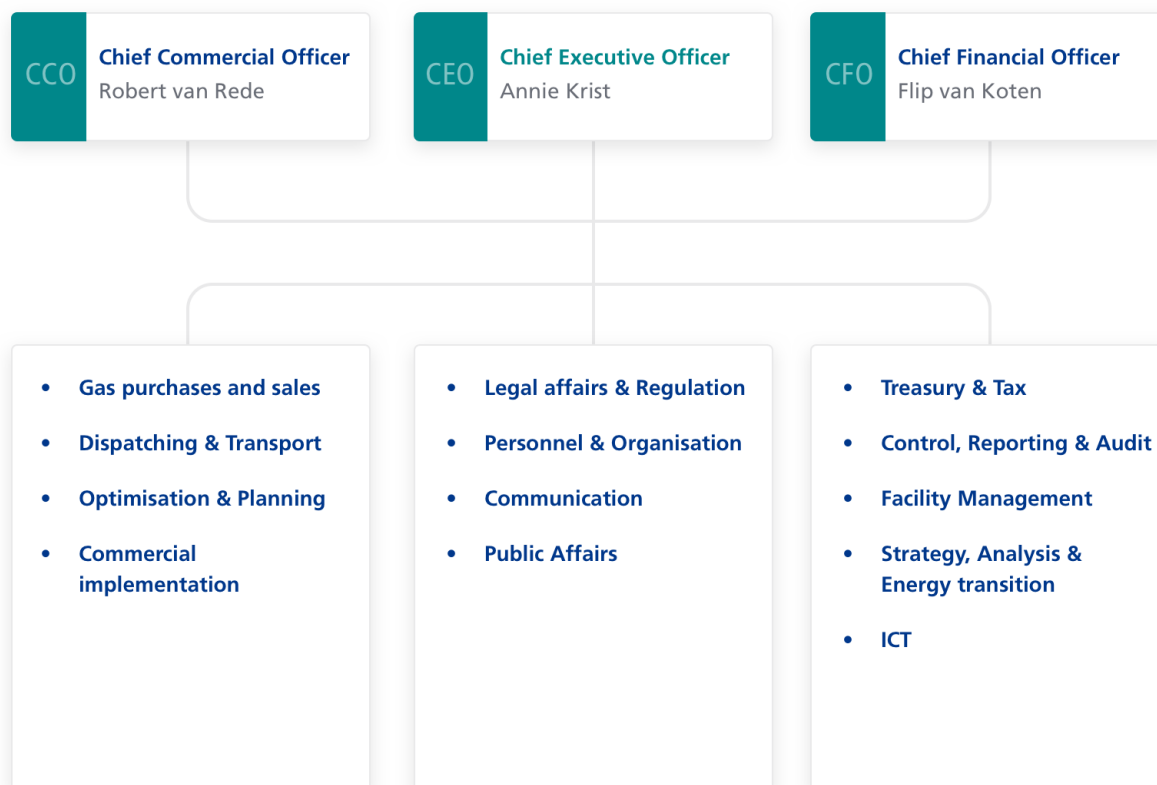 CCO
Chief Commercial Officer
Robert van Rede
CEO
Chief Executive Officer
Annie Krist
CFO
Chief Financial Officer
Flip van Koten
• Gas purchases and sales
• Dispatching & Transport
• Optimisation & Planning
• Commercial
implementation
• Legal affairs & Regulation
• Personnel & Organisation
• Communication
• Public Affairs
• Treasury & Tax
• Control, Reporting & Audit
• Facility Management
• Strategy, Analysis &
Energy transition
• ICT